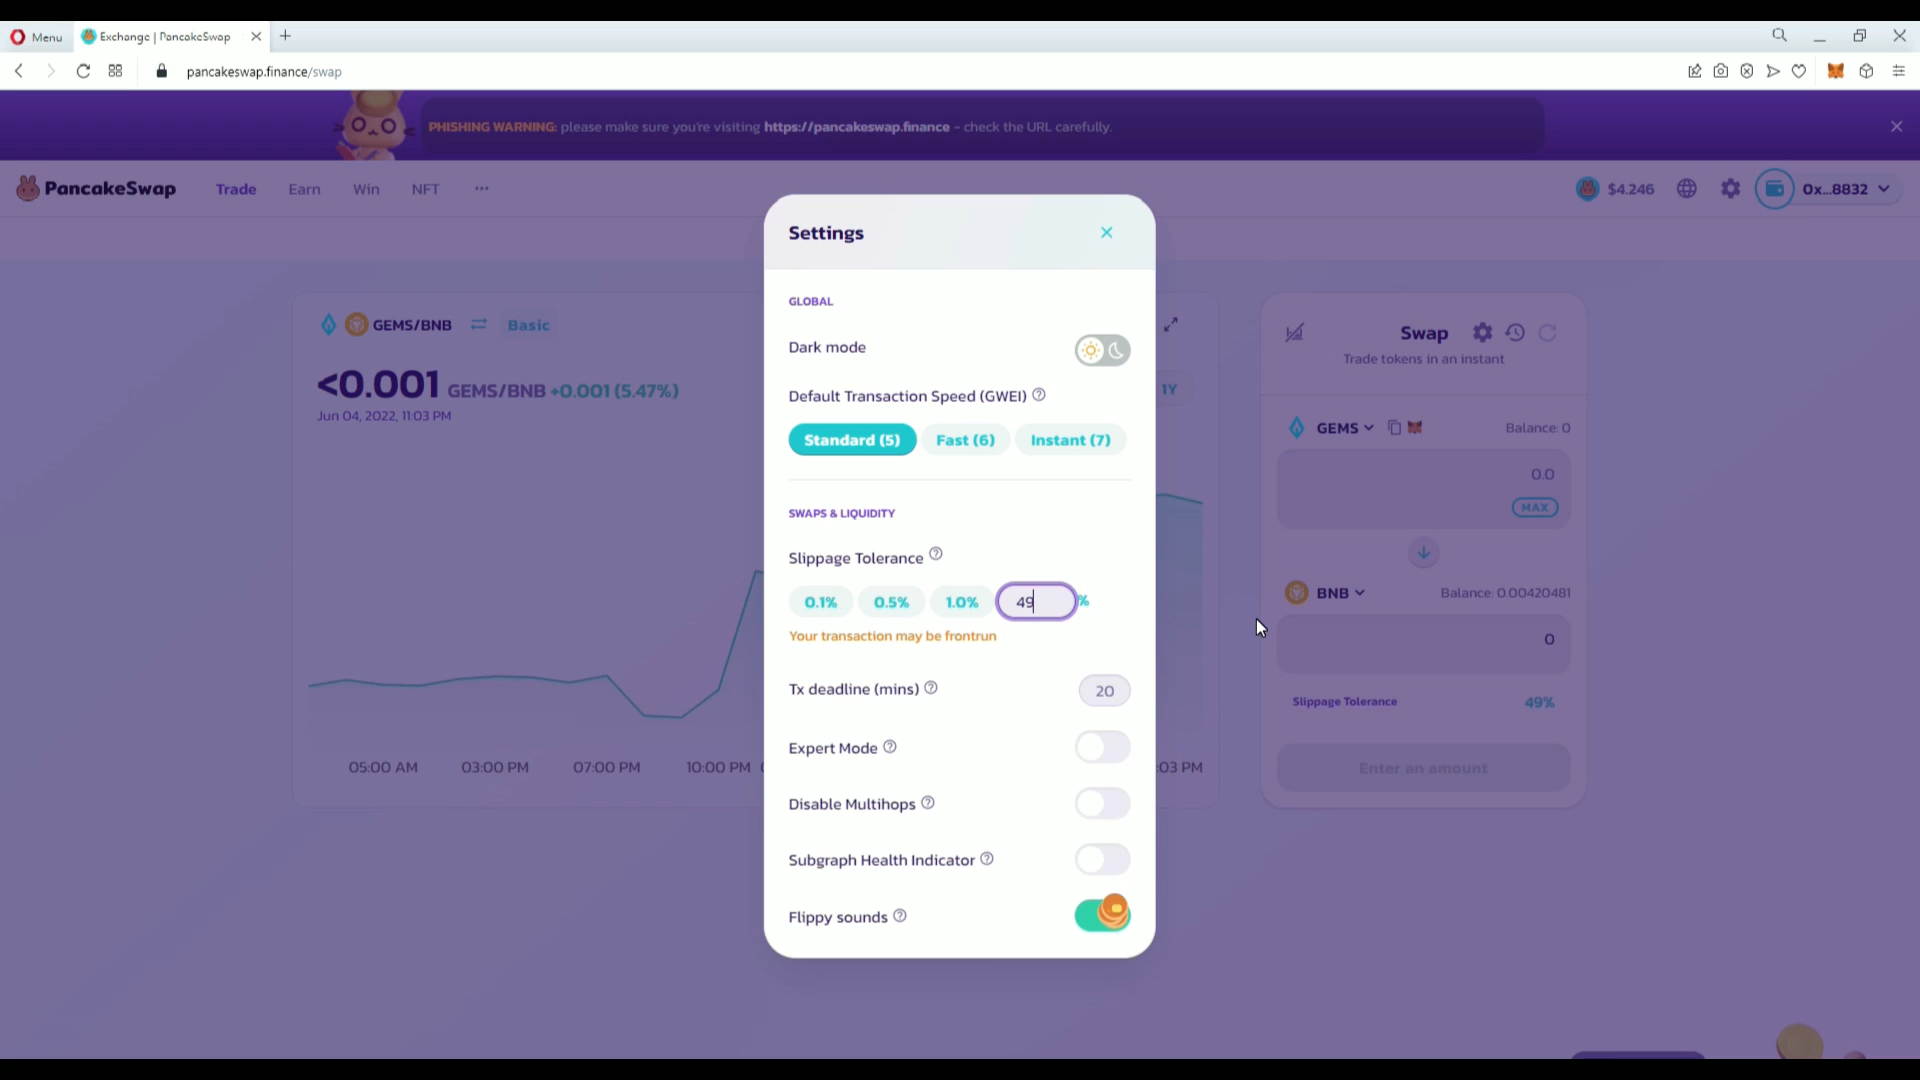 Menu
Exchange | PancakeSwap
pancakeswap.finance/swap
PHISHING WARNING: please make sure you're visiting https://pancakeswap.finance - check the URL carefully.
PancakeSwap
Trade
Earn
Win
NFT
$4.246
0x...8832
Settings
GLOBAL
Dark mode
Default Transaction Speed (GWEI)
Standard (5)
Fast (6)
Instant (7)
SWAPS & LIQUIDITY
Slippage Tolerance
0.1%
0.5%
1.0%
49
%
Your transaction may be frontrun
Tx deadline (mins)
20
Expert Mode
Disable Multihops
Subgraph Health Indicator
Flippy sounds
GEMS/BNB
Basic
<0.001 GEMS/BNB +0.001 (5.47%)
Jun 04, 2022, 11:03 PM
1Y
05:00 AM
03:00 PM
07:00 PM
10:00 PM
:03 PM
Swap
Trade tokens in an instant
GEMS
Balance: 0
0.0
MAX
BNB
Balance: 0.00420481
0
Slippage Tolerance
49%
Enter an amount